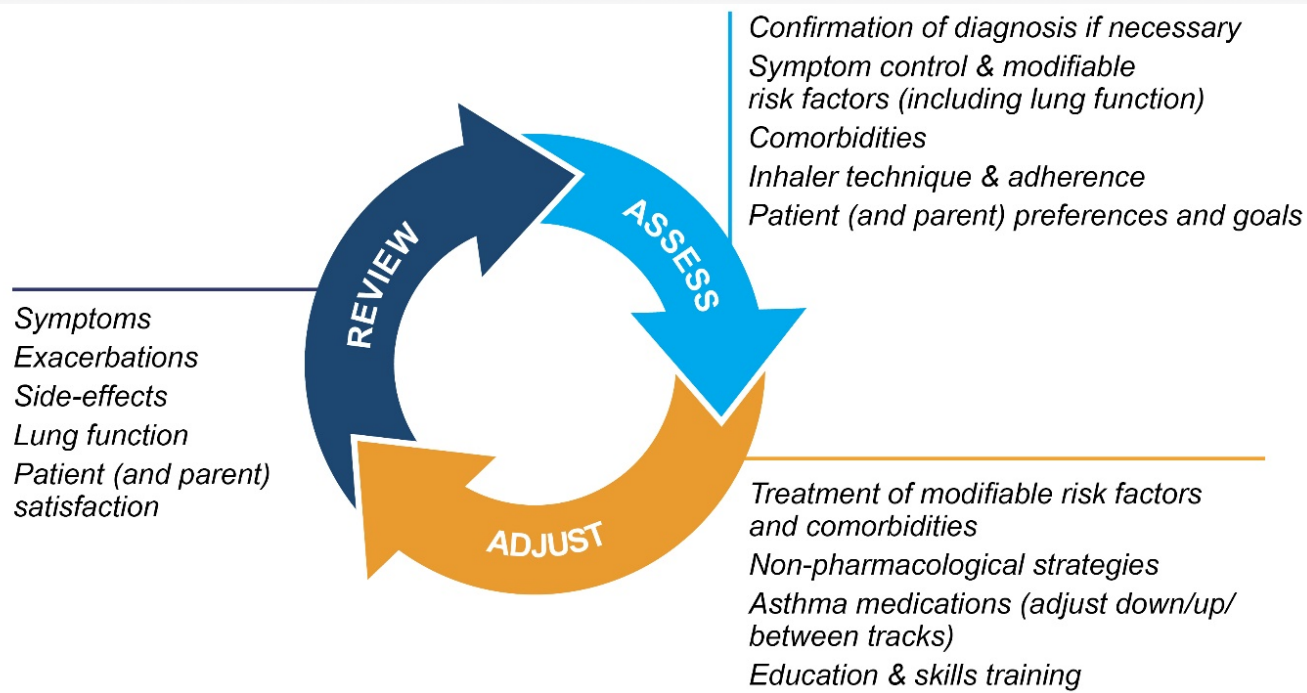 Confirmation of diagnosis if necessary
Symptom control & modifiable
risk factors (including lung function)
Comorbidities
Inhaler technique & adherence
Patient (and parent) preferences and goals
ASSESS
REVIEW
Symptoms
Exacerbations
Side-effects
Lung function
Patient (and parent)
satisfaction
ADJUST
Treatment of modifiable risk factors
and comorbidities
Non-pharmacological strategies
Asthma medications (adjust down/up/
between tracks)
Education & skills training